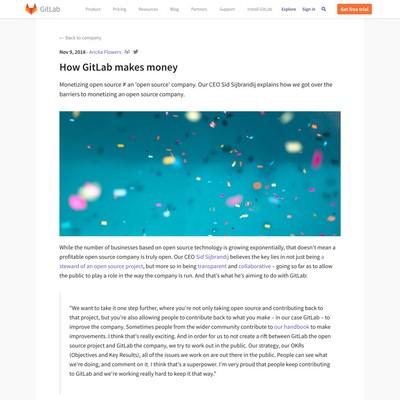 GitLab
Product Pricing Resources Blog Partners Support Install GitLab Explore Sign in Get free trial
← Back to company
Nov 9, 2018 - Aricka Flowers
How GitLab makes money
Monetizing open source ≠ an 'open source' company. Our CEO Sid Sijbrandij explains how we got over the
barriers to monetizing an open source company.
While the number of businesses based on open source technology is growing exponentially, that doesn't mean a
profitable open source company is truly open. Our CEO Sid Sijbrandij believes the key lies in not just being a
steward of an open source project, but more so in being transparent and collaborative – going so far as to allow
the public to play a role in the way the company is run. And that's what he's aiming to do with GitLab:
"We want to take it one step further, where you're not only taking open source and contributing back to
that project, but you're also allowing people to contribute back to what you make – in our case GitLab – to
improve the company. Sometimes people from the wider community contribute to our handbook to make
improvements. I think that's really exciting. And in order for us to not create a rift between GitLab the open
source project and GitLab the company, we try to work out in the public. Our strategy, our OKRs
(Objectives and Key Results), all of the issues we work on are out there in the public. People can see what
we're doing, and comment on it. I think that's a superpower. I'm very proud that people keep contributing
to GitLab and we're working really hard to keep it that way."